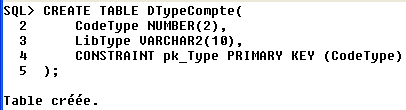 SQL> CREATE TABLE DTypeCompte(
2 CodeType NUMBER(2),
3 LibType VARCHAR2(10),
4 CONSTRAINT pk_Type PRIMARY KEY (CodeType)
5 );
Table créée.